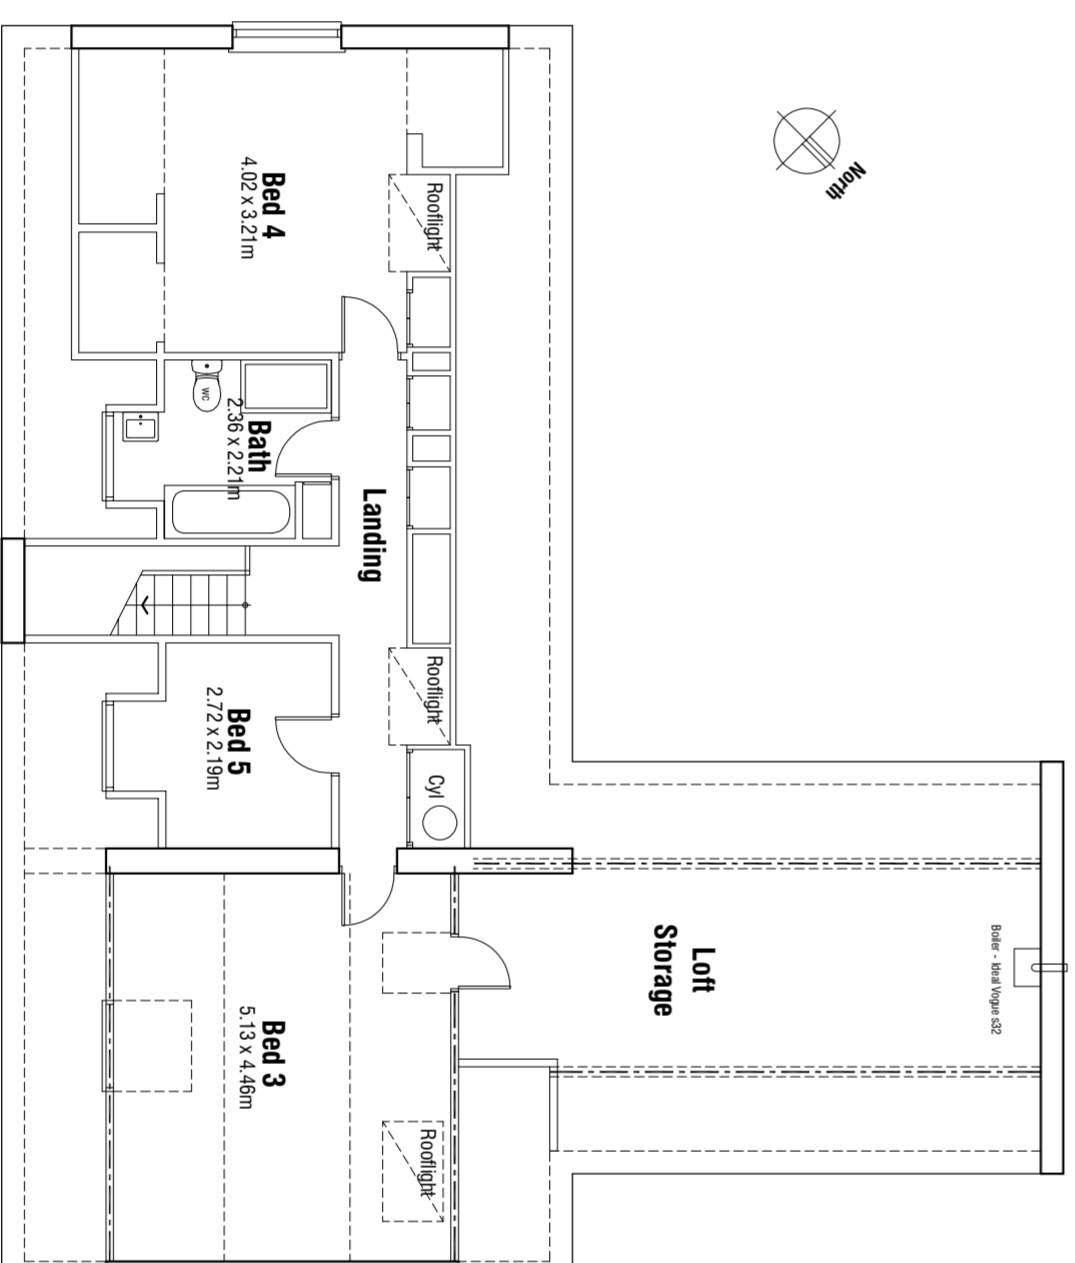 North
Bed 4
4.02 x 3.21m
Rooflight
WC
Bath
2.36 x 2.21m
Landing
Rooflight
Bed 5
2.72 x 2.19m
Cyl
Loft
Storage
Boiler - Ideal Vogue s32
Bed 3
5.13 x 4.46m
Rooflight